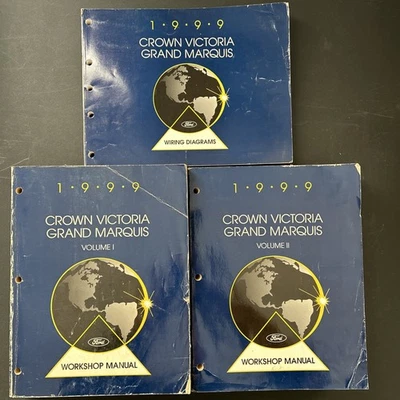 1·9·9·9
CROWN VICTORIA
GRAND MARQUIS
Ford
WIRING DIAGRAMS
1·9·9·9
CROWN VICTORIA
GRAND MARQUIS
VOLUME I
Ford
WORKSHOP MANUAL
1·9·9·9
CROWN VICTORIA
GRAND MARQUIS
VOLUME II
Ford
WORKSHOP MANUAL